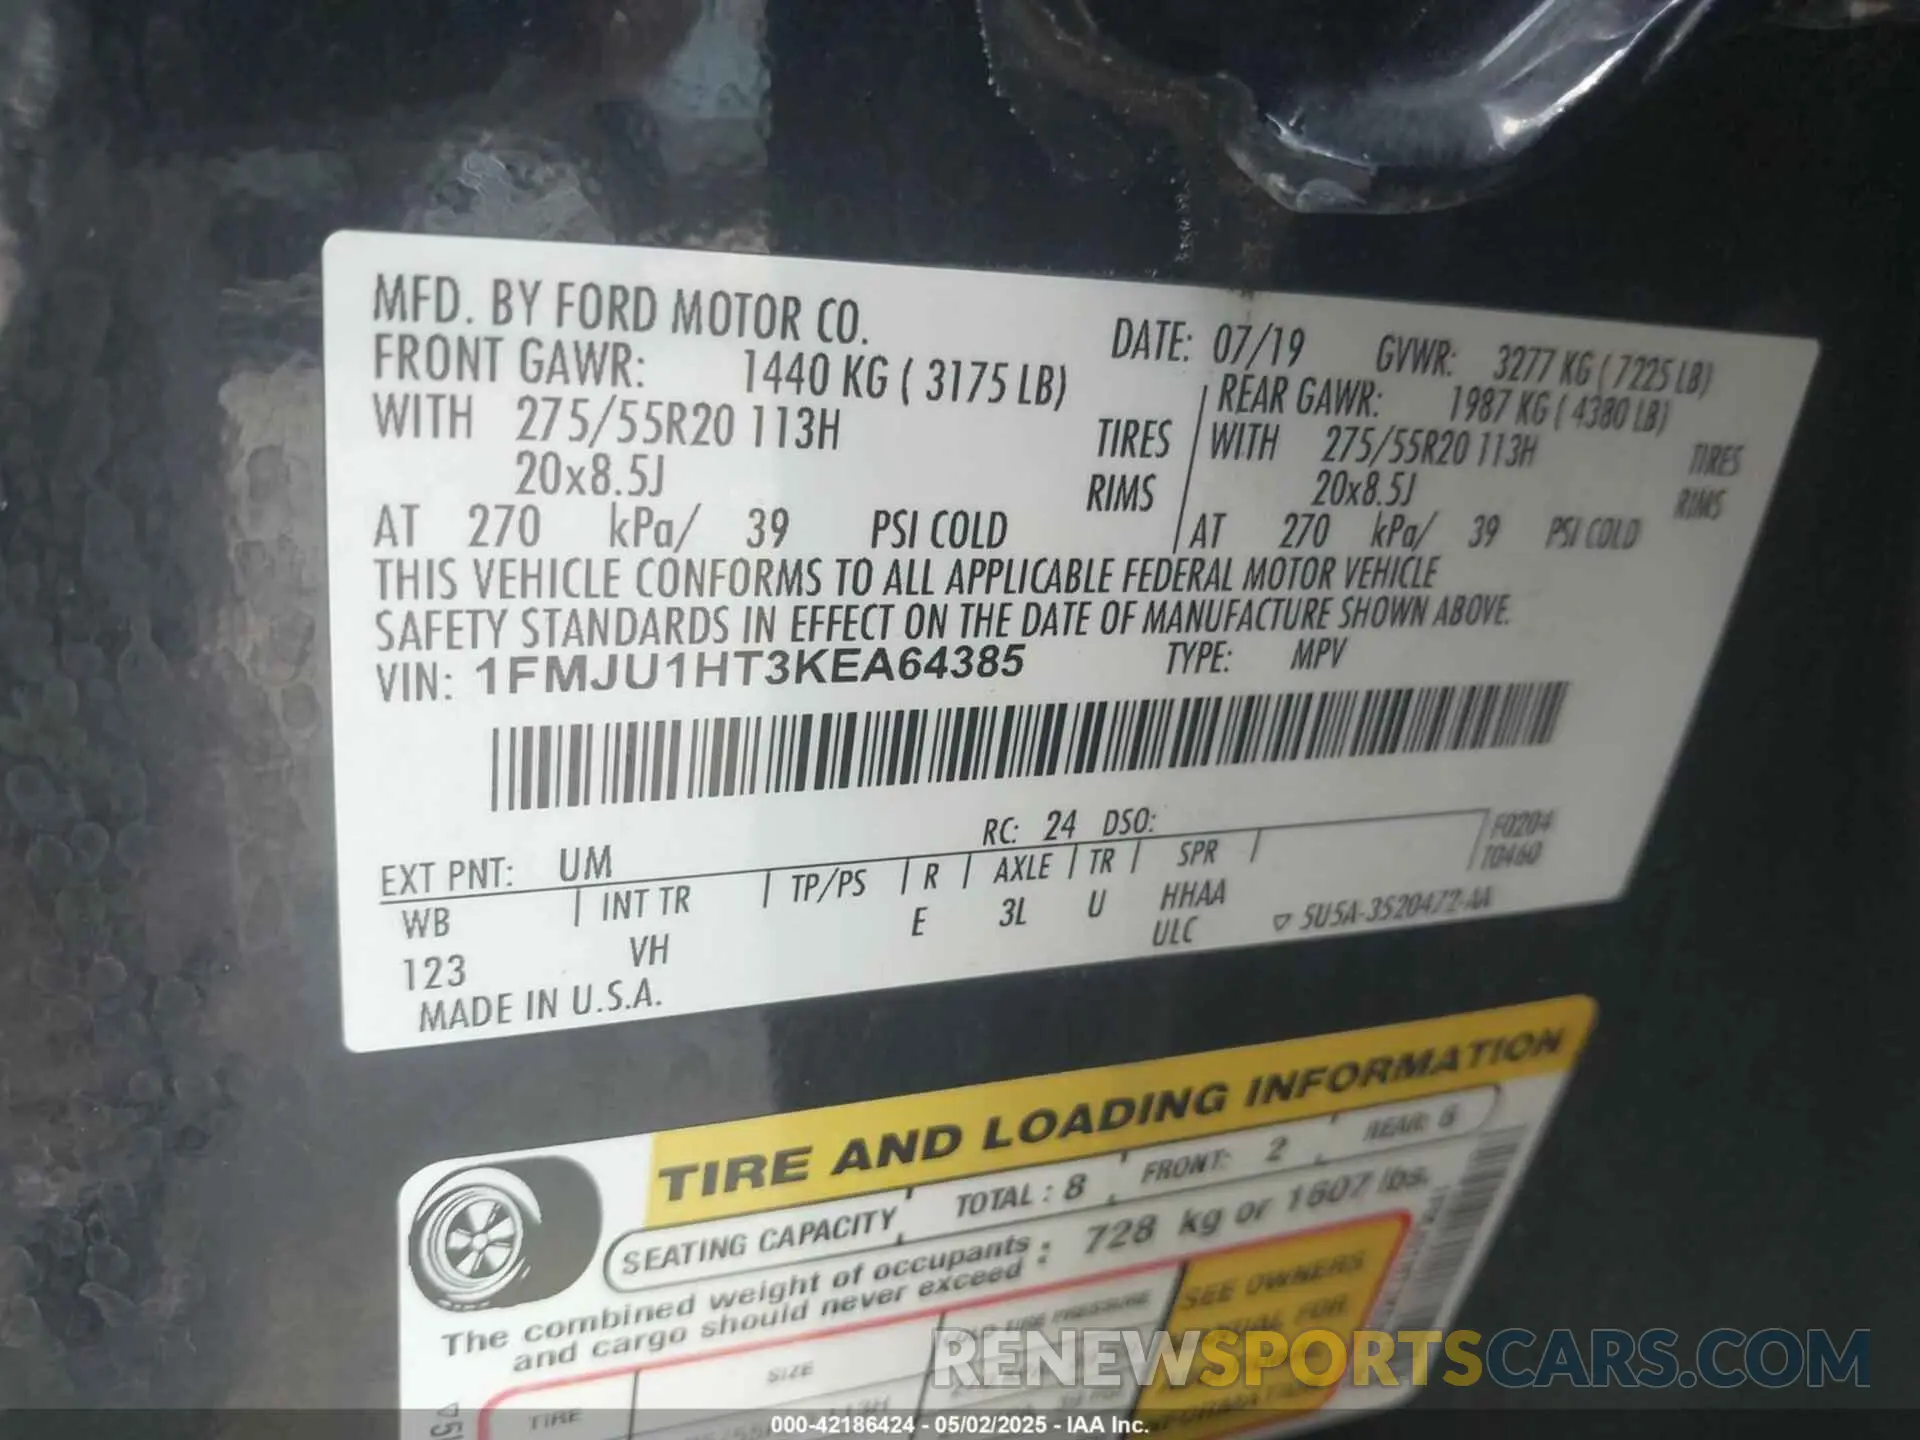 MFD. BY FORD MOTOR CO.
DATE: 07/19 GVWR: 3277 KG ( 7225 LB)
FRONT GAWR: 1440 KG ( 3175 LB)
REAR GAWR: 1987 KG ( 4380 LB)
WITH 275/55R20 113H TIRES
WITH 275/55R20 113H TIRES
20x8.5J RIMS
20x8.5J RIMS
AT 270 kPa/ 39 PSI COLD
AT 270 kPa/ 39 PSI COLD
THIS VEHICLE CONFORMS TO ALL APPLICABLE FEDERAL MOTOR VEHICLE
SAFETY STANDARDS IN EFFECT ON THE DATE OF MANUFACTURE SHOWN ABOVE.
VIN: 1FMJU1HT3KEA64385 TYPE: MPV
EXT PNT: UM RC: 24 DSO:
F0204
T0460
WB INT TR TP/PS R AXLE TR SPR
123 VH E 3L U HHAA
ULC
MADE IN U.S.A.
▽ 5U5A-3520472-AA
TIRE AND LOADING INFORMATION
SEATING CAPACITY TOTAL : 8 FRONT: 2 REAR: 6
The combined weight of occupants
and cargo should never exceed : 728 kg or 1607 lbs.
TIRE SIZE COLD TIRE PRESSURE
SEE OWNERS
MANUAL FOR
RENEWSPORTSCARS.COM
000-42186424 - 05/02/2025 - IAA Inc.